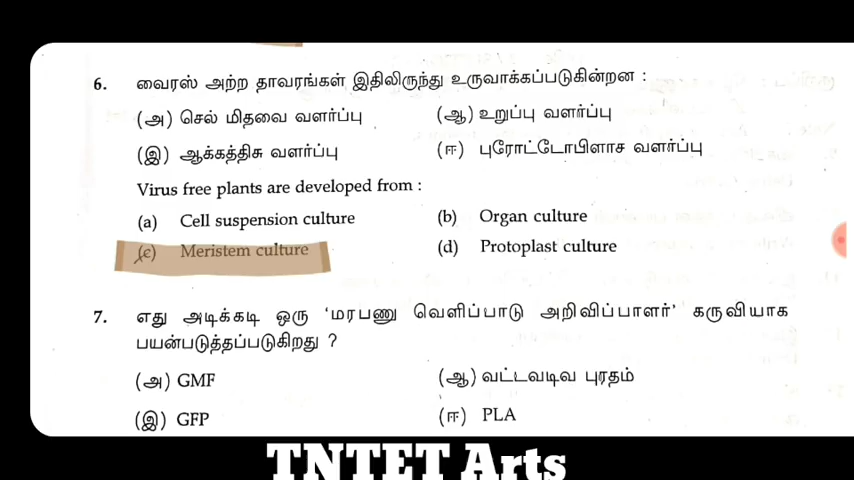 6. வைரஸ் அற்ற தாவரங்கள் இதிலிருந்து உருவாக்கப்படுகின்றன :
(அ) செல் மிதவை வளர்ப்பு (ஆ) உறுப்பு வளர்ப்பு
(இ) ஆக்கத்திசு வளர்ப்பு (ஈ) புரோட்டோபிளாச வளர்ப்பு
Virus free plants are developed from :
(a) Cell suspension culture (b) Organ culture
(c) Meristem culture (d) Protoplast culture
7. எது அடிக்கடி ஒரு 'மரபணு வெளிப்பாடு அறிவிப்பாளர்' கருவியாக
பயன்படுத்தப்படுகிறது ?
(அ) GMF (ஆ) வட்டவடிவ புரதம்
(இ) GFP (ஈ) PLA
TNTET Arts